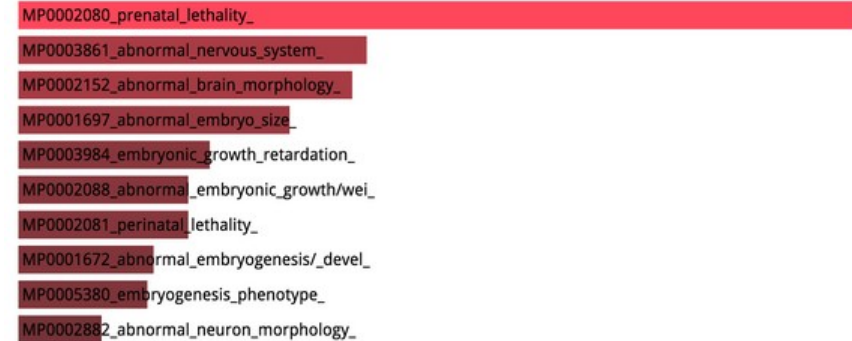 MP0002080_prenatal_lethality_
MP0003861_abnormal_nervous_system_
MP0002152_abnormal_brain_morphology_
MP0001697_abnormal_embryo_size_
MP0003984_embryonic_growth_retardation_
MP0002088_abnormal_embryonic_growth/wei_
MP0002081_perinatal_lethality_
MP0001672_abnormal_embryogenesis/_devel_
MP0005380_embryogenesis_phenotype_
MP0002882_abnormal_neuron_morphology_